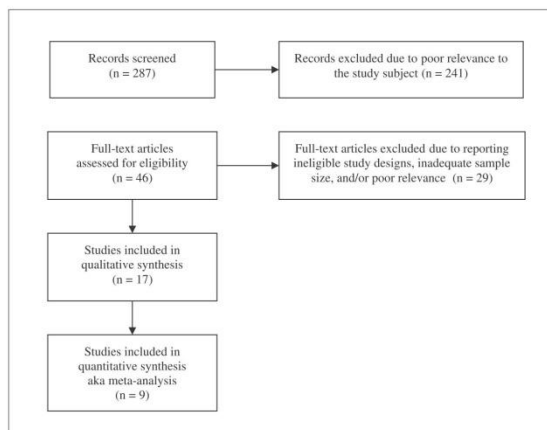 Records screened
(n = 287)
Records excluded due to poor relevance to
the study subject (n = 241)
Full-text articles
assessed for eligibility
(n = 46)
Full-text articles excluded due to reporting
ineligible study designs, inadequate sample
size, and/or poor relevance (n = 29)
Studies included in
qualitative synthesis
(n = 17)
Studies included in
quantitative synthesis
aka meta-analysis
(n = 9)